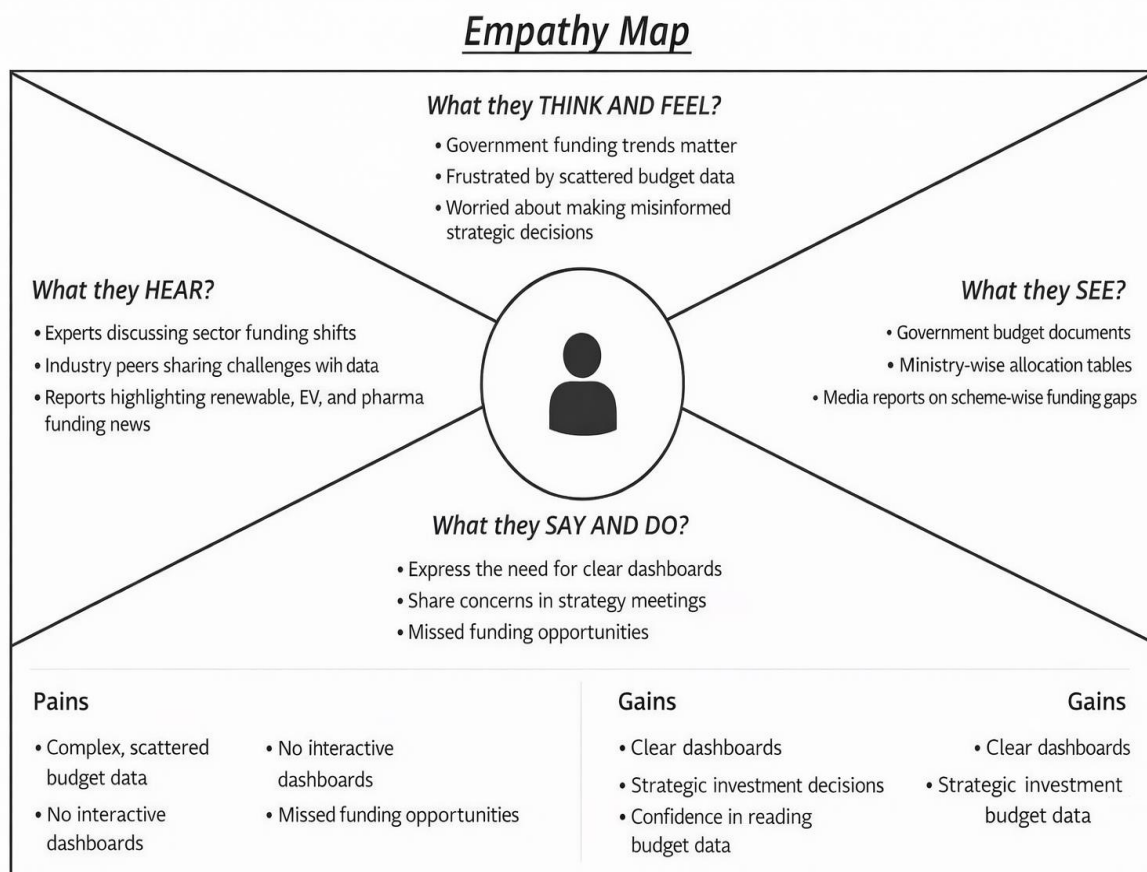 Empathy Map
What they THINK AND FEEL?
• Government funding trends matter
• Frustrated by scattered budget data
• Worried about making misinformed
strategic decisions
What they HEAR?
• Experts discussing sector funding shifts
• Industry peers sharing challenges wih data
• Reports highlighting renewable, EV, and pharma
funding news
What they SEE?
• Government budget documents
• Ministry-wise allocation tables
• Media reports on scheme-wise funding gaps
What they SAY AND DO?
• Express the need for clear dashboards
• Share concerns in strategy meetings
• Missed funding opportunities
Pains
• Complex, scattered
budget data
• No interactive
dashboards
• No interactive
dashboards
• Missed funding opportunities
Gains
• Clear dashboards
• Strategic investment decisions
• Confidence in reading
budget data
Gains
• Clear dashboards
• Strategic investment
budget data